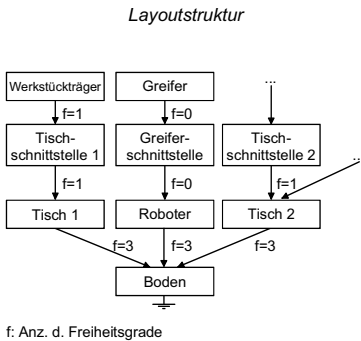 Layoutstruktur
Werkstückträger
Greifer
...
f=1
f=0
Tisch-
schnittstelle 1
Greifer-
schnittstelle
Tisch-
schnittstelle 2
...
f=1
f=0
f=1
Tisch 1
Roboter
Tisch 2
f=3
f=3
f=3
Boden
f: Anz. d. Freiheitsgrade